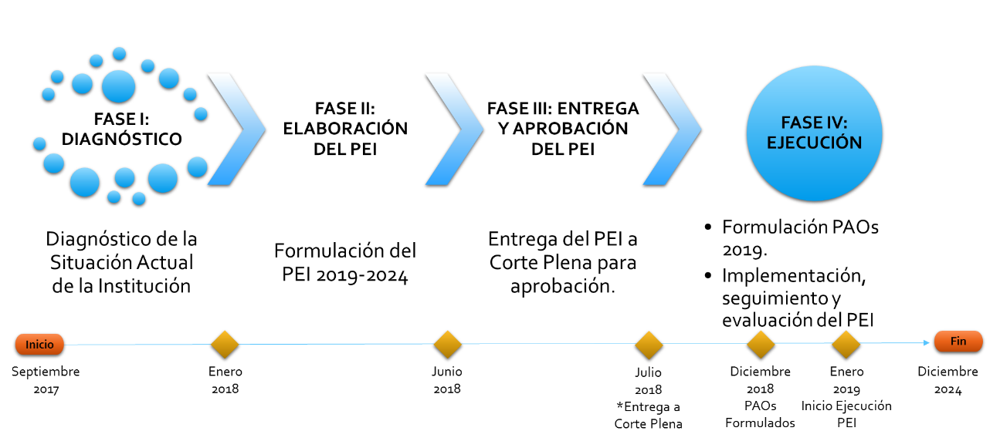 FASE I:
DIAGNÓSTICO
FASE II:
ELABORACIÓN
DEL PEI
FASE III: ENTREGA
Y APROBACIÓN
DEL PEI
FASE IV:
EJECUCIÓN
Diagnóstico de la
Situación Actual
de la Institución
Formulación del
PEI 2019-2024
Entrega del PEI a
Corte Plena para
aprobación.
• Formulación PAOs
2019.
• Implementación,
seguimiento y
evaluación del PEI
Inicio
Fin
Septiembre
2017
Enero
2018
Junio
2018
Julio
2018
*Entrega a
Corte Plena
Diciembre
2018
PAOs
Formulados
Enero
2019
Inicio Ejecución
PEI
Diciembre
2024